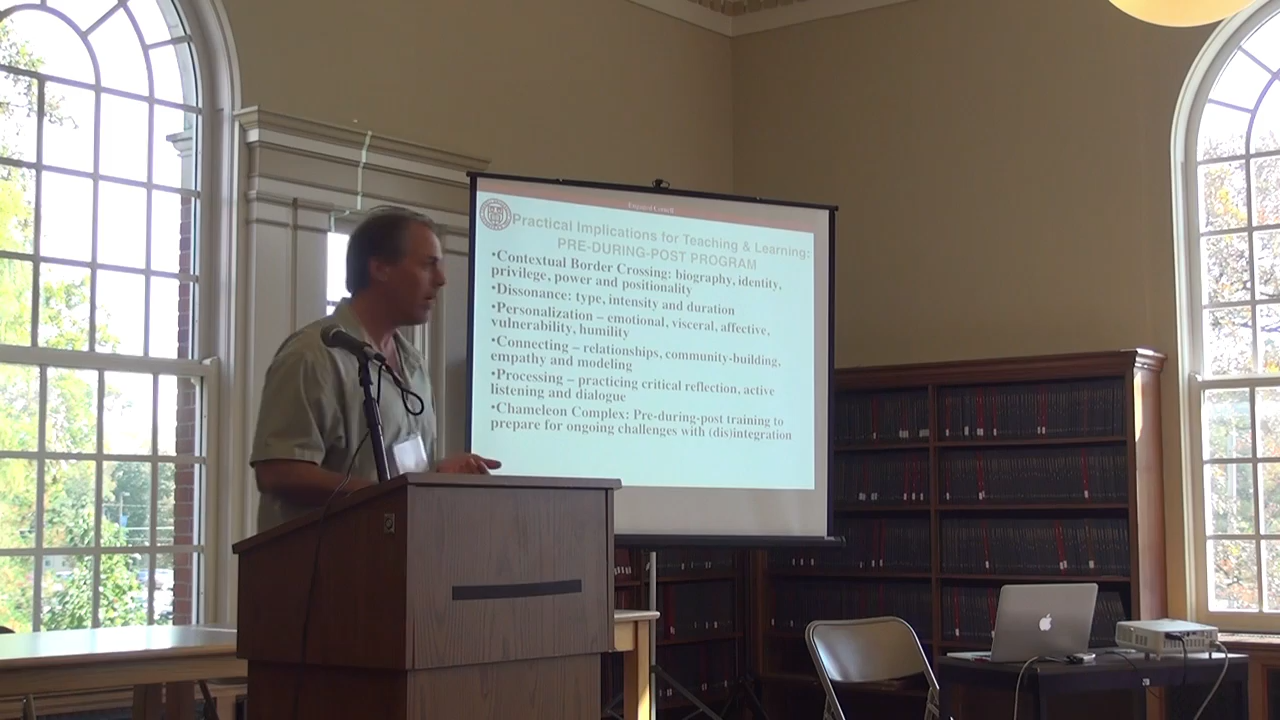 Engaged Cornell
Practical Implications for Teaching & Learning:
PRE-DURING-POST PROGRAM
•Contextual Border Crossing: biography, identity,
privilege, power and positionality
•Dissonance: type, intensity and duration
•Personalization – emotional, visceral, affective,
vulnerability, humility
•Connecting – relationships, community-building,
empathy and modeling
•Processing – practicing critical reflection, active
listening and dialogue
•Chameleon Complex: Pre-during-post training to
prepare for ongoing challenges with (dis)integration